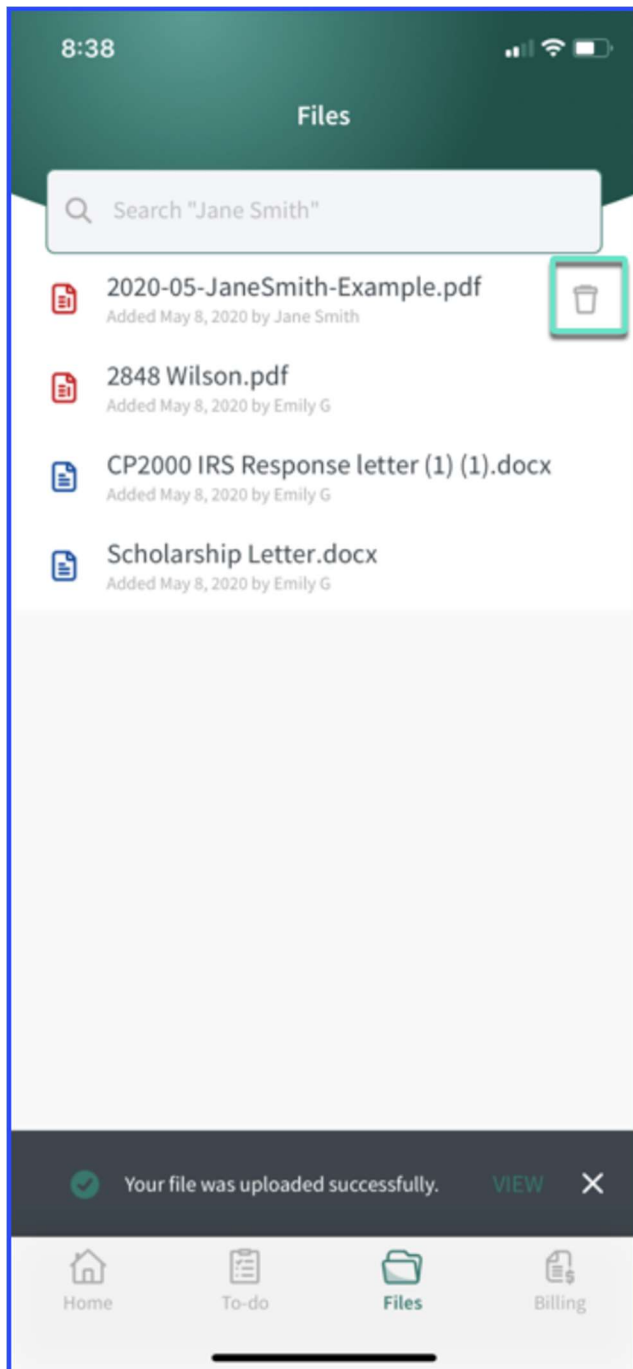 8:38
Files
Search "Jane Smith"
2020-05-JaneSmith-Example.pdf
Added May 8, 2020 by Jane Smith
2848 Wilson.pdf
Added May 8, 2020 by Emily G
CP2000 IRS Response letter (1) (1).docx
Added May 8, 2020 by Emily G
Scholarship Letter.docx
Added May 8, 2020 by Emily G
Your file was uploaded successfully. VIEW
Home To-do Files Billing